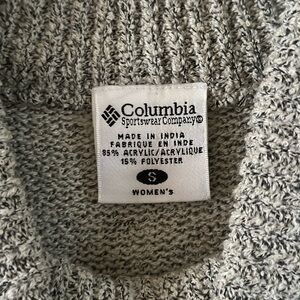 Columbia
Sportswear Company®
MADE IN INDIA
FABRIQUE EN INDE
85% ACRYLIC/ACRYLIQUE
15% POLYESTER
S
WOMEN'S